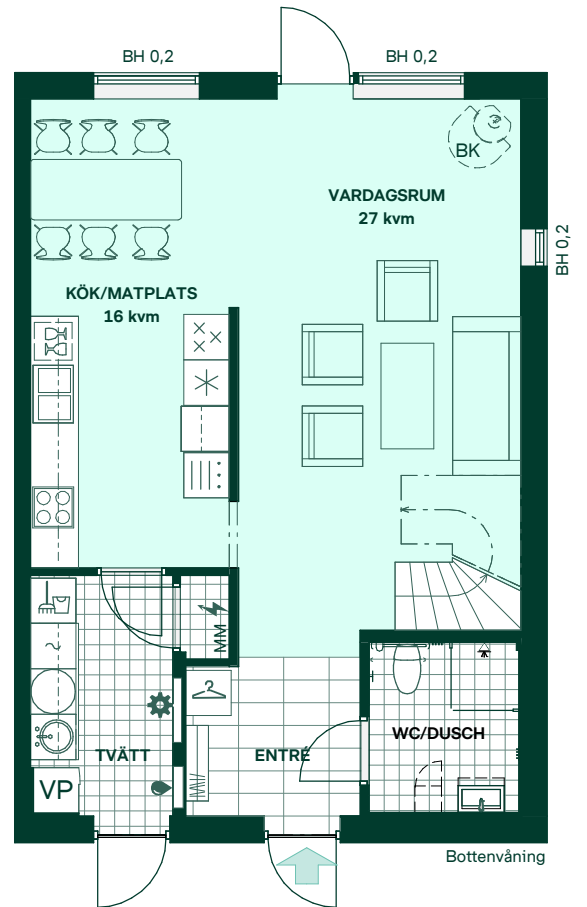 BH 0,2
BH 0,2
BK
VARDAGSRUM
27 kvm
BH 0,2
KÖK/MATPLATS
16 kvm
MM
WC/DUSCH
TVÄTT
ENTRÉ
VP
Bottenvåning